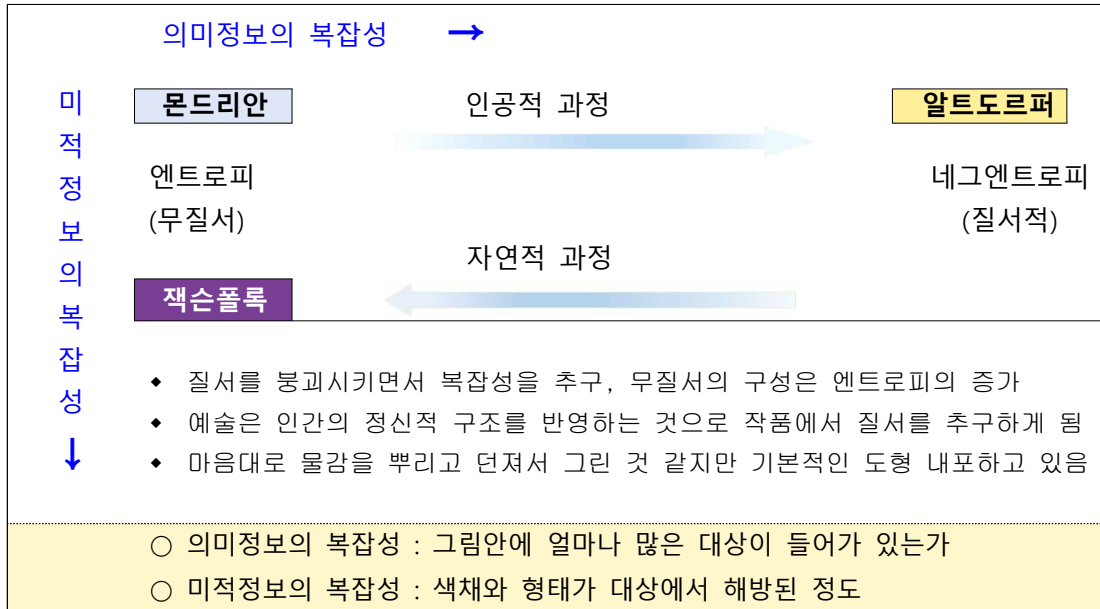 의미정보의 복잡성 →
미적정보의복잡성 ↓
몬드리안
인공적 과정
알트도르퍼
엔트로피
(무질서)
네그엔트로피
(질서적)
자연적 과정
잭슨폴록
◆ 질서를 붕괴시키면서 복잡성을 추구, 무질서의 구성은 엔트로피의 증가
◆ 예술은 인간의 정신적 구조를 반영하는 것으로 작품에서 질서를 추구하게 됨
◆ 마음대로 물감을 뿌리고 던져서 그린 것 같지만 기본적인 도형 내포하고 있음
○ 의미정보의 복잡성 : 그림안에 얼마나 많은 대상이 들어가 있는가
○ 미적정보의 복잡성 : 색채와 형태가 대상에서 해방된 정도